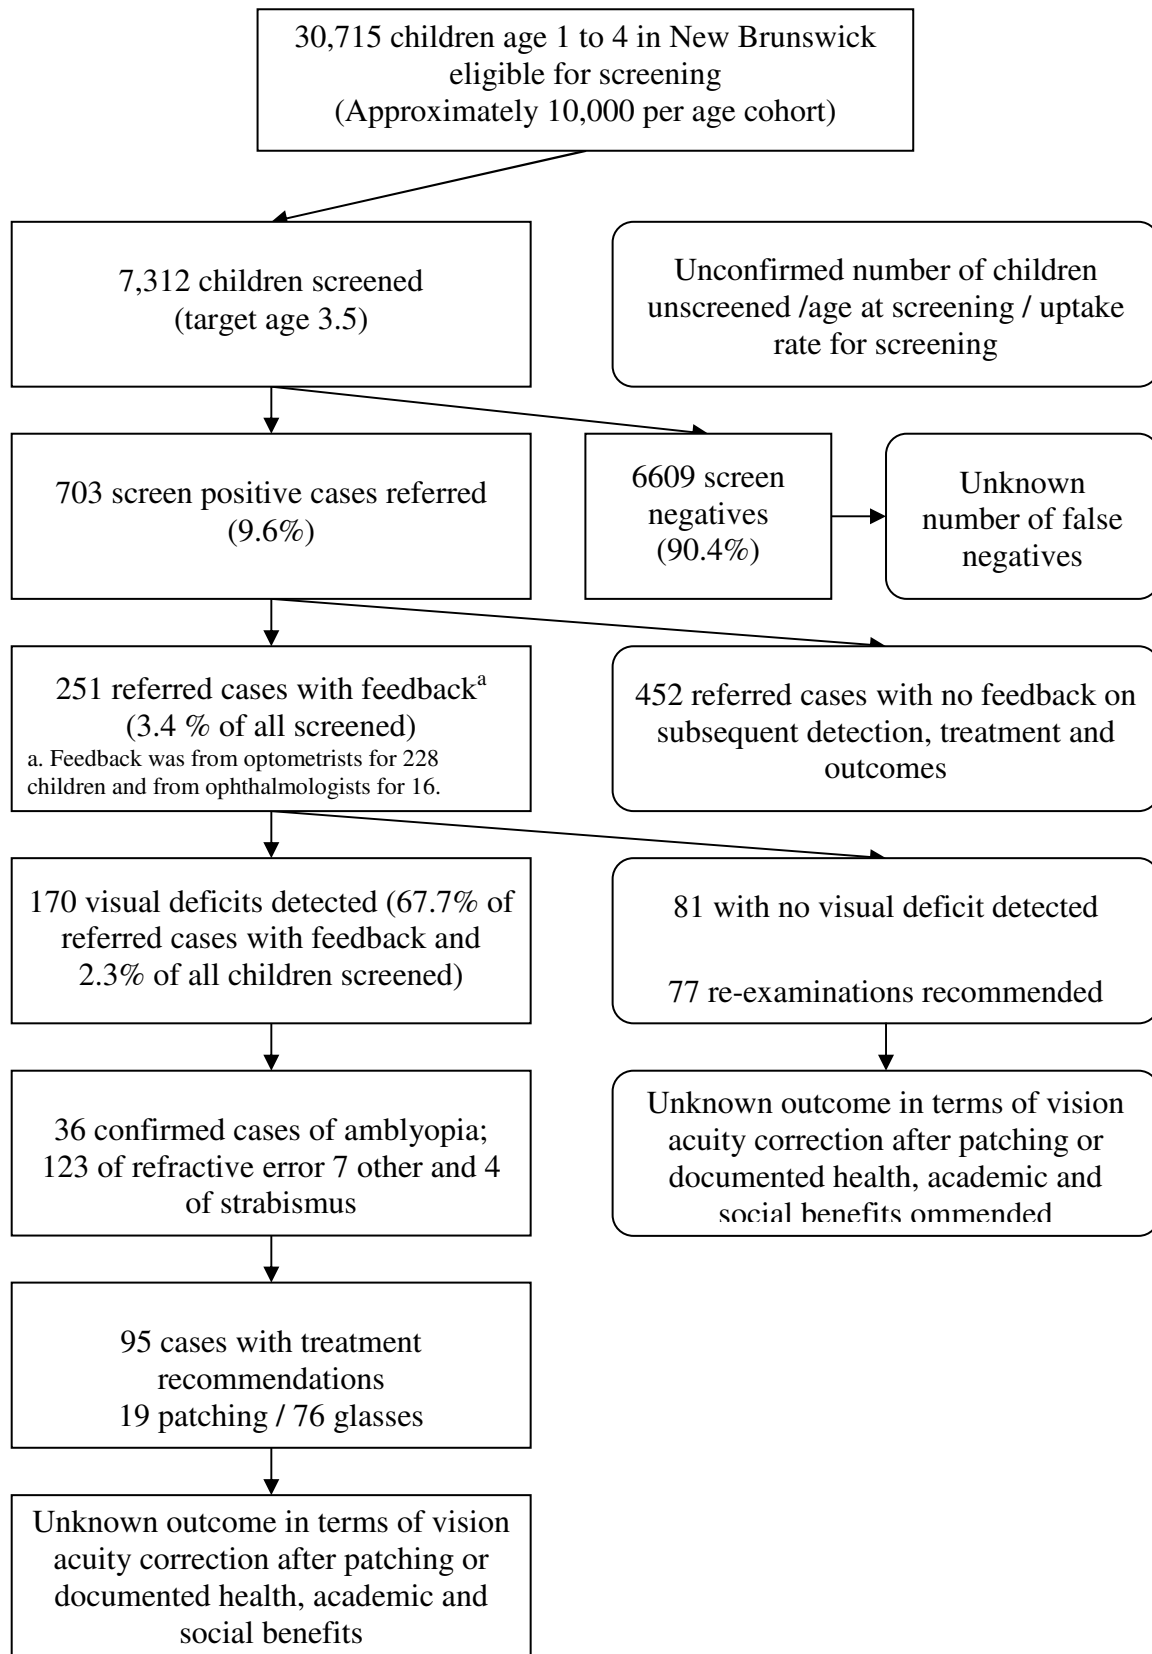 30,715 children age 1 to 4 in New Brunswick
eligible for screening
(Approximately 10,000 per age cohort)
7,312 children screened
(target age 3.5)
Unconfirmed number of children
unscreened /age at screening / uptake
rate for screening
703 screen positive cases referred
(9.6%)
6609 screen
negatives
(90.4%)
Unknown
number of false
negatives
251 referred cases with feedbackᵃ
(3.4 % of all screened)
a. Feedback was from optometrists for 228
children and from ophthalmologists for 16.
452 referred cases with no feedback on
subsequent detection, treatment and
outcomes
170 visual deficits detected (67.7% of
referred cases with feedback and
2.3% of all children screened)
81 with no visual deficit detected
77 re-examinations recommended
36 confirmed cases of amblyopia;
123 of refractive error 7 other and 4
of strabismus
Unknown outcome in terms of vision
acuity correction after patching or
documented health, academic and
social benefits ommended
95 cases with treatment
recommendations
19 patching / 76 glasses
Unknown outcome in terms of vision
acuity correction after patching or
documented health, academic and
social benefits